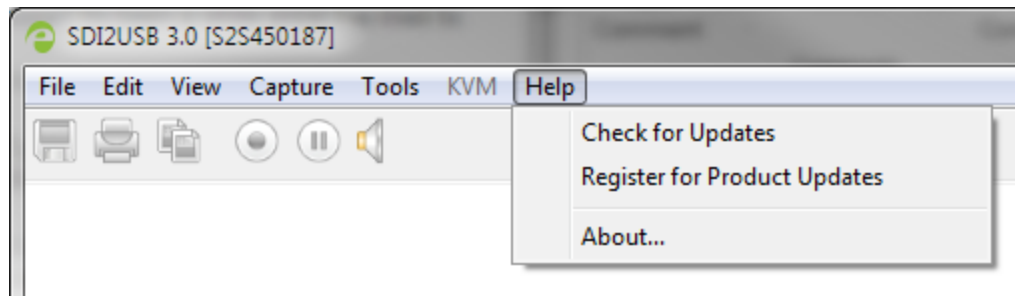 SDI2USB 3.0 [S2S450187]
File Edit View Capture Tools KVM Help
Check for Updates
Register for Product Updates
About...